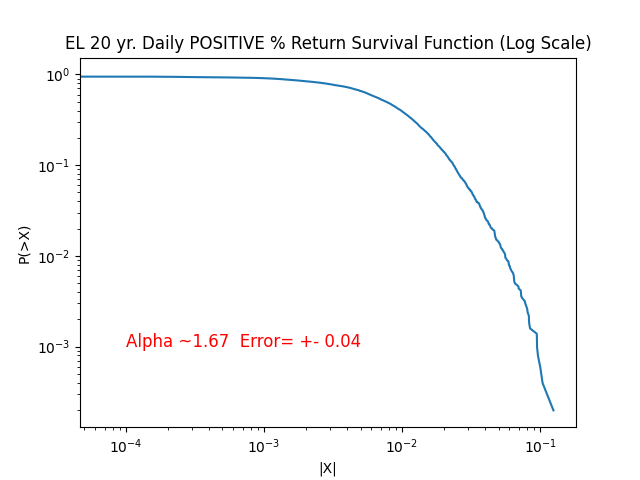 EL 20 yr. Daily POSITIVE % Return Survival Function (Log Scale)
10⁰
10⁻¹
10⁻²
10⁻³
P(>X)
Alpha ~1.67  Error= +- 0.04
10⁻⁴
10⁻³
10⁻²
10⁻¹
|X|